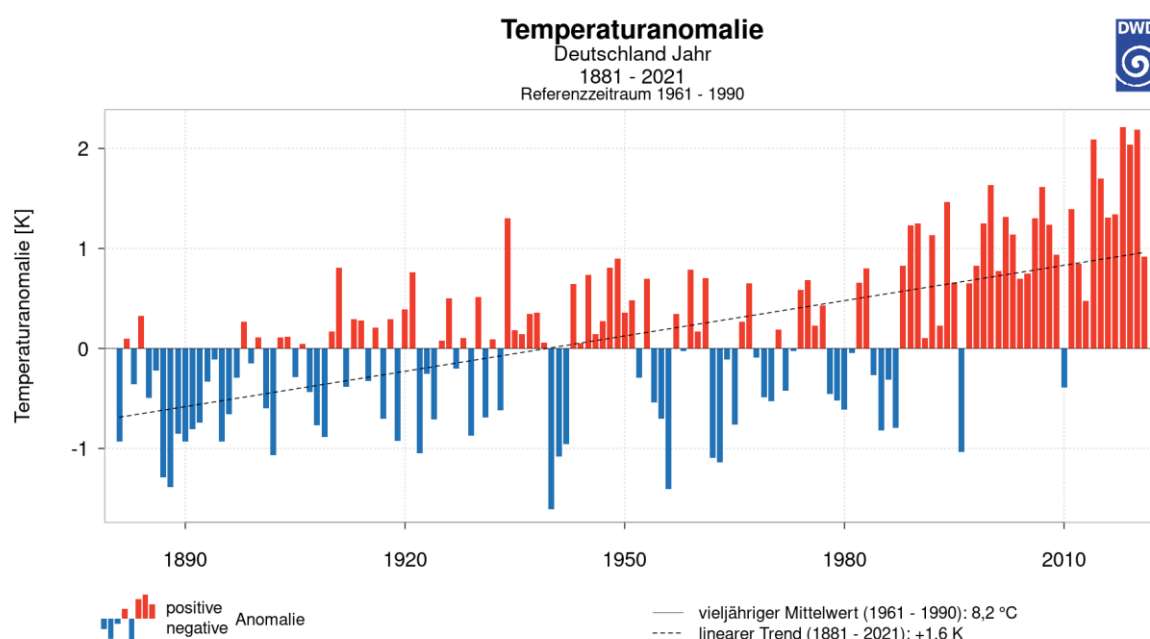 Temperaturanomalie
Deutschland Jahr
1881 - 2021
Referenzzeitraum 1961 - 1990
DWD
Temperaturanomalie [K]
2
1
0
-1
1890
1920
1950
1980
2010
positive
negative
Anomalie
vieljähriger Mittelwert (1961 - 1990): 8,2 °C
linearer Trend (1881 - 2021): +1,6 K